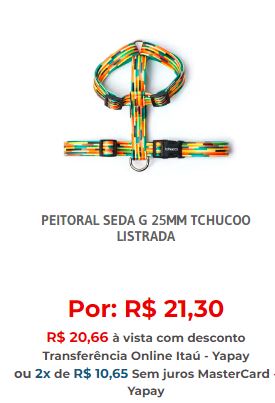 tchucco
PEITORAL SEDA G 25MM TCHUCOO
LISTRADA
Por: R$ 21,30
R$ 20,66 à vista com desconto
Transferência Online Itaú - Yapay
ou 2x de R$ 10,65 Sem juros MasterCard -
Yapay